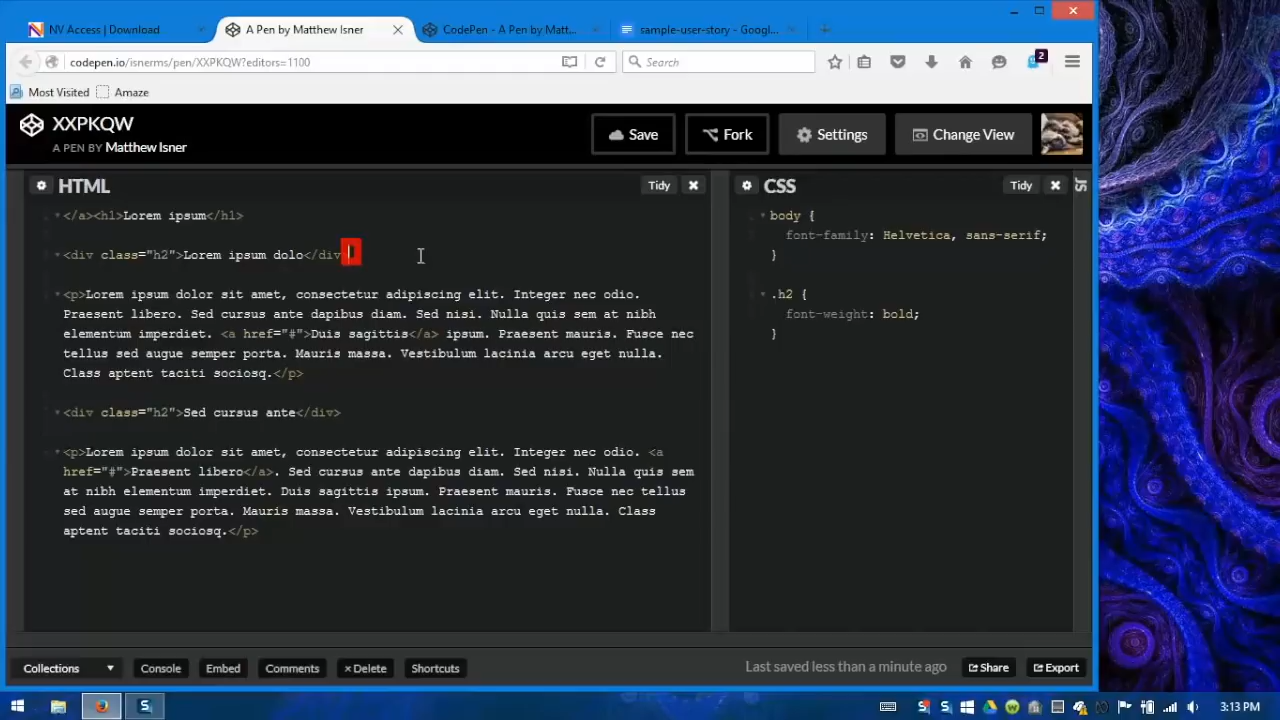 NV Access | Download
A Pen by Matthew Isner
CodePen - A Pen by Matt...
sample-user-story - Googl...
codepen.io/isnerms/pen/XXPKQW?editors=1100
Search
2
Most Visited
Amaze
XXPKQW
A PEN BY Matthew Isner
Save
Fork
Settings
Change View
HTML
Tidy
CSS
Tidy
JS
</a><h1>Lorem ipsum</h1>
<div class="h2">Lorem ipsum dolo</div
<p>Lorem ipsum dolor sit amet, consectetur adipiscing elit. Integer nec odio.
Praesent libero. Sed cursus ante dapibus diam. Sed nisi. Nulla quis sem at nibh
elementum imperdiet. <a href="#">Duis sagittis</a> ipsum. Praesent mauris. Fusce nec
tellus sed augue semper porta. Mauris massa. Vestibulum lacinia arcu eget nulla.
Class aptent taciti sociosq.</p>
<div class="h2">Sed cursus ante</div>
<p>Lorem ipsum dolor sit amet, consectetur adipiscing elit. Integer nec odio. <a
href="#">Praesent libero</a>. Sed cursus ante dapibus diam. Sed nisi. Nulla quis sem
at nibh elementum imperdiet. Duis sagittis ipsum. Praesent mauris. Fusce nec tellus
sed augue semper porta. Mauris massa. Vestibulum lacinia arcu eget nulla. Class
aptent taciti sociosq.</p>
body {
font-family: Helvetica, sans-serif;
}
.h2 {
font-weight: bold;
}
Collections
Console
Embed
Comments
× Delete
Shortcuts
Last saved less than a minute ago
Share
Export
3:13 PM